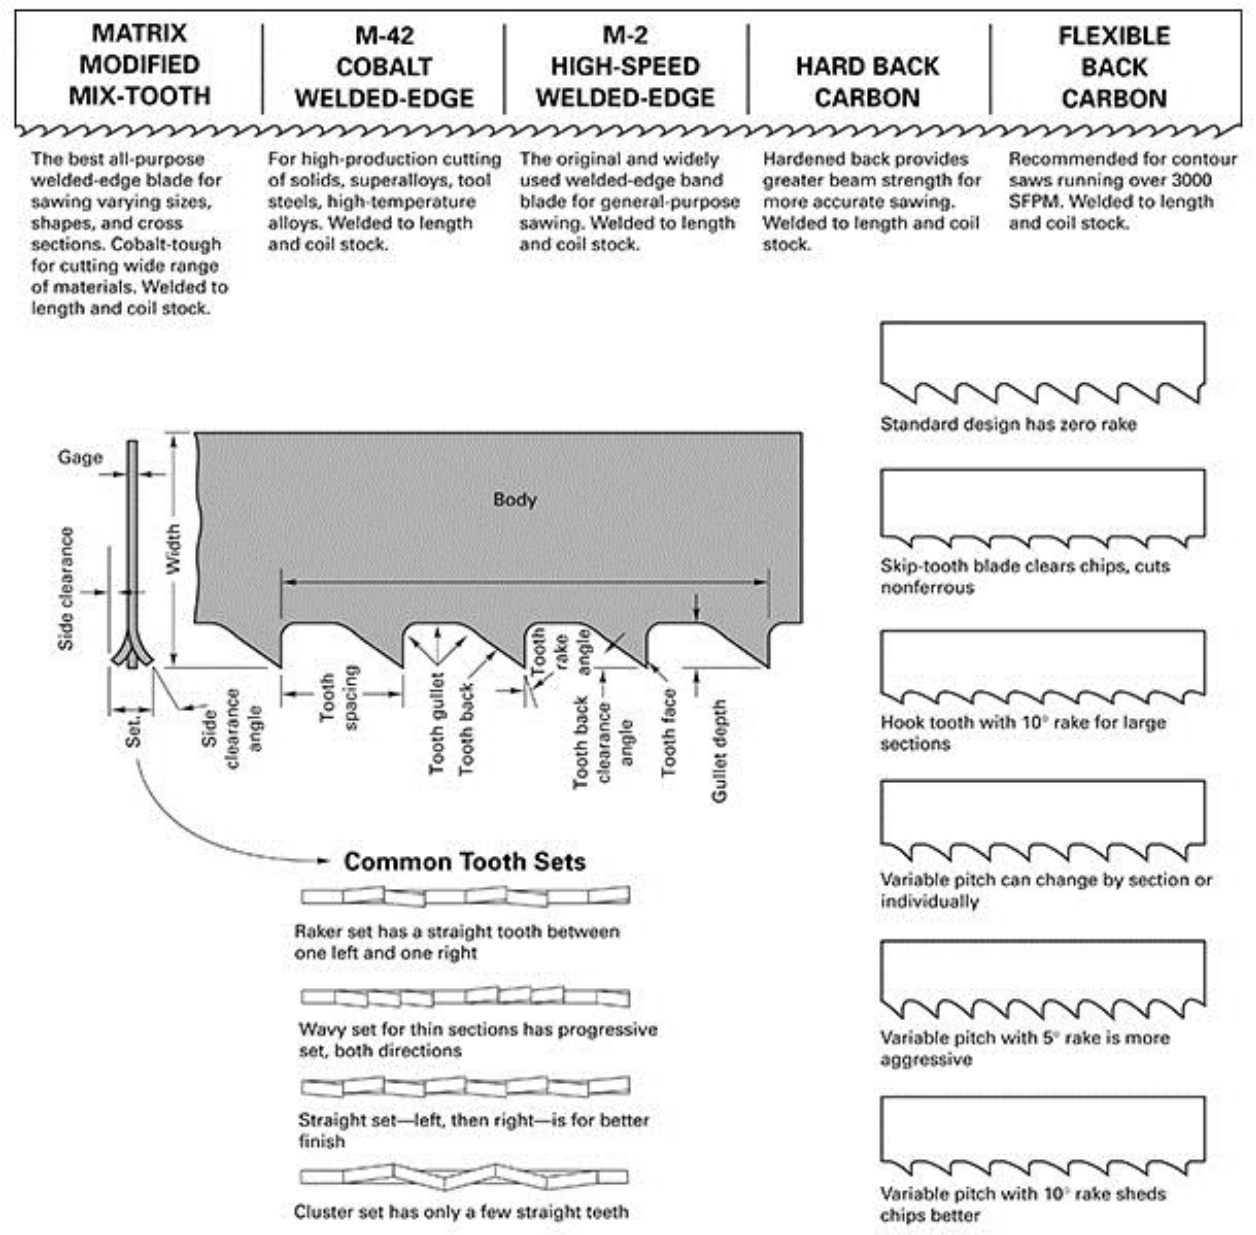 MATRIX
MODIFIED
MIX-TOOTH
M-42
COBALT
WELDED-EDGE
M-2
HIGH-SPEED
WELDED-EDGE
HARD BACK
CARBON
FLEXIBLE
BACK
CARBON
The best all-purpose
welded-edge blade for
sawing varying sizes,
shapes, and cross
sections. Cobalt-tough
for cutting wide range
of materials. Welded to
length and coil stock.
For high-production cutting
of solids, superalloys, tool
steels, high-temperature
alloys. Welded to length
and coil stock.
The original and widely
used welded-edge band
blade for general-purpose
sawing. Welded to length
and coil stock.
Hardened back provides
greater beam strength for
more accurate sawing.
Welded to length and coil
stock.
Recommended for contour
saws running over 3000
SFPM. Welded to length
and coil stock.
Gage
Side clearance
Width
Body
Set.
Side
clearance
angle
Tooth
spacing
Tooth gullet
Tooth back
Tooth
rake
angle
Tooth back
clearance
angle
Tooth face
Gullet depth
Common Tooth Sets
Raker set has a straight tooth between
one left and one right
Wavy set for thin sections has progressive
set, both directions
Straight set—left, then right—is for better
finish
Cluster set has only a few straight teeth
Standard design has zero rake
Skip-tooth blade clears chips, cuts
nonferrous
Hook tooth with 10° rake for large
sections
Variable pitch can change by section or
individually
Variable pitch with 5° rake is more
aggressive
Variable pitch with 10° rake sheds
chips better